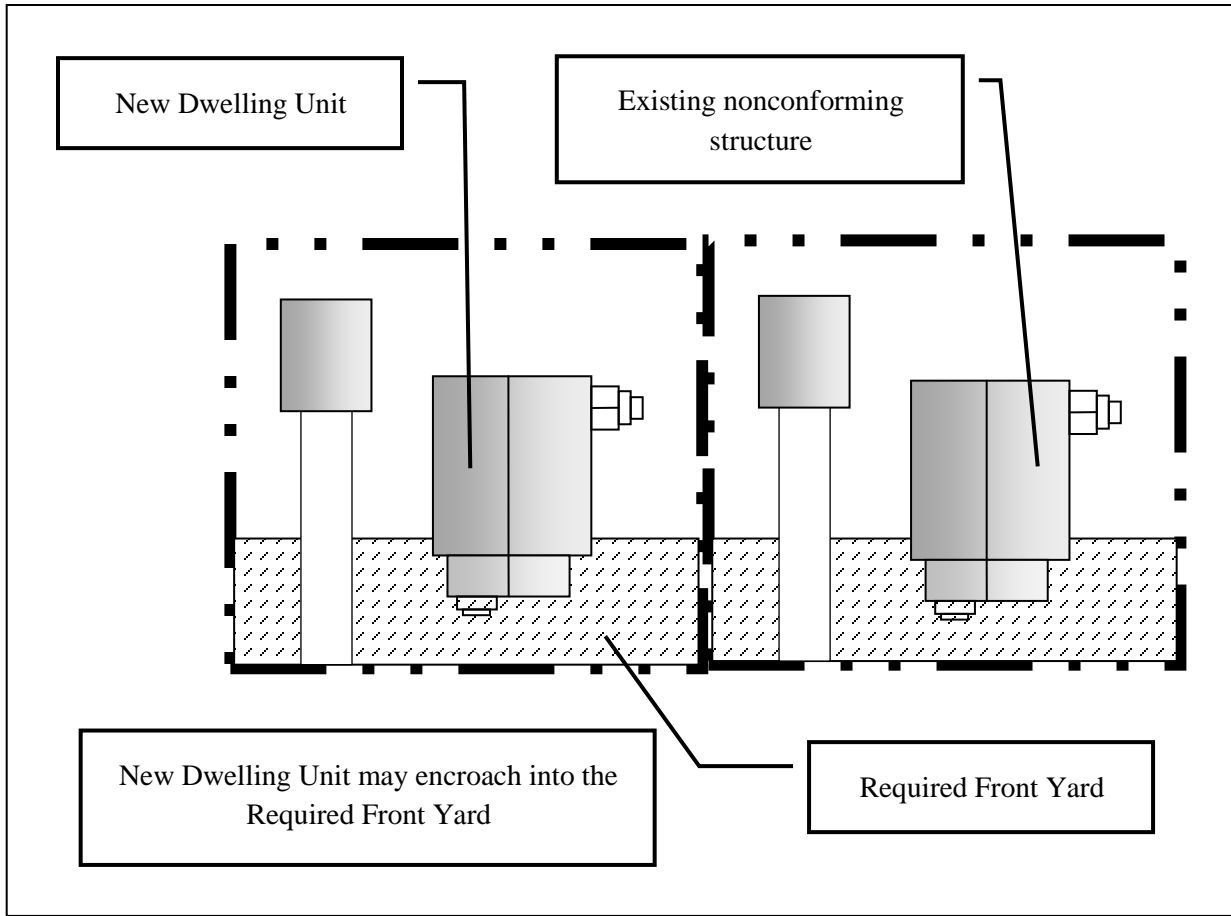 New Dwelling Unit
Existing nonconforming
structure
New Dwelling Unit may encroach into the
Required Front Yard
Required Front Yard